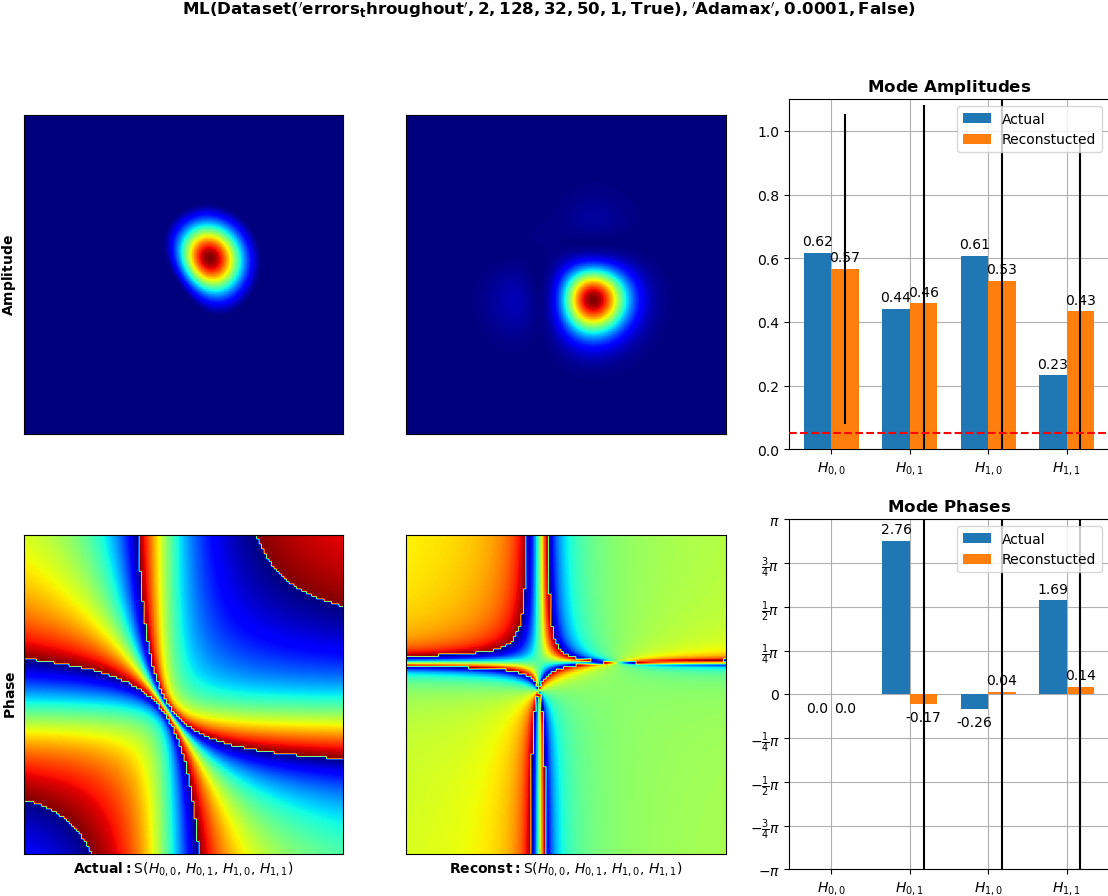 ML(Dataset('errors_throughout', 2, 128, 32, 50, 1, True), 'Adamax', 0.0001, False)
Amplitude
Mode Amplitudes
Actual
Reconstucted
1.0
0.8
0.6
0.4
0.2
0.0
0.62
0.57
0.44
0.46
0.61
0.53
0.23
0.43
H0,0
H0,1
H1,0
H1,1
Phase
Actual: S(H0,0, H0,1, H1,0, H1,1)
Reconst: S(H0,0, H0,1, H1,0, H1,1)
Mode Phases
Actual
Reconstucted
π
3/4π
1/2π
1/4π
0
−1/4π
−1/2π
−3/4π
−π
0.0
0.0
2.76
-0.17
-0.26
0.04
1.69
0.14
H0,0
H0,1
H1,0
H1,1